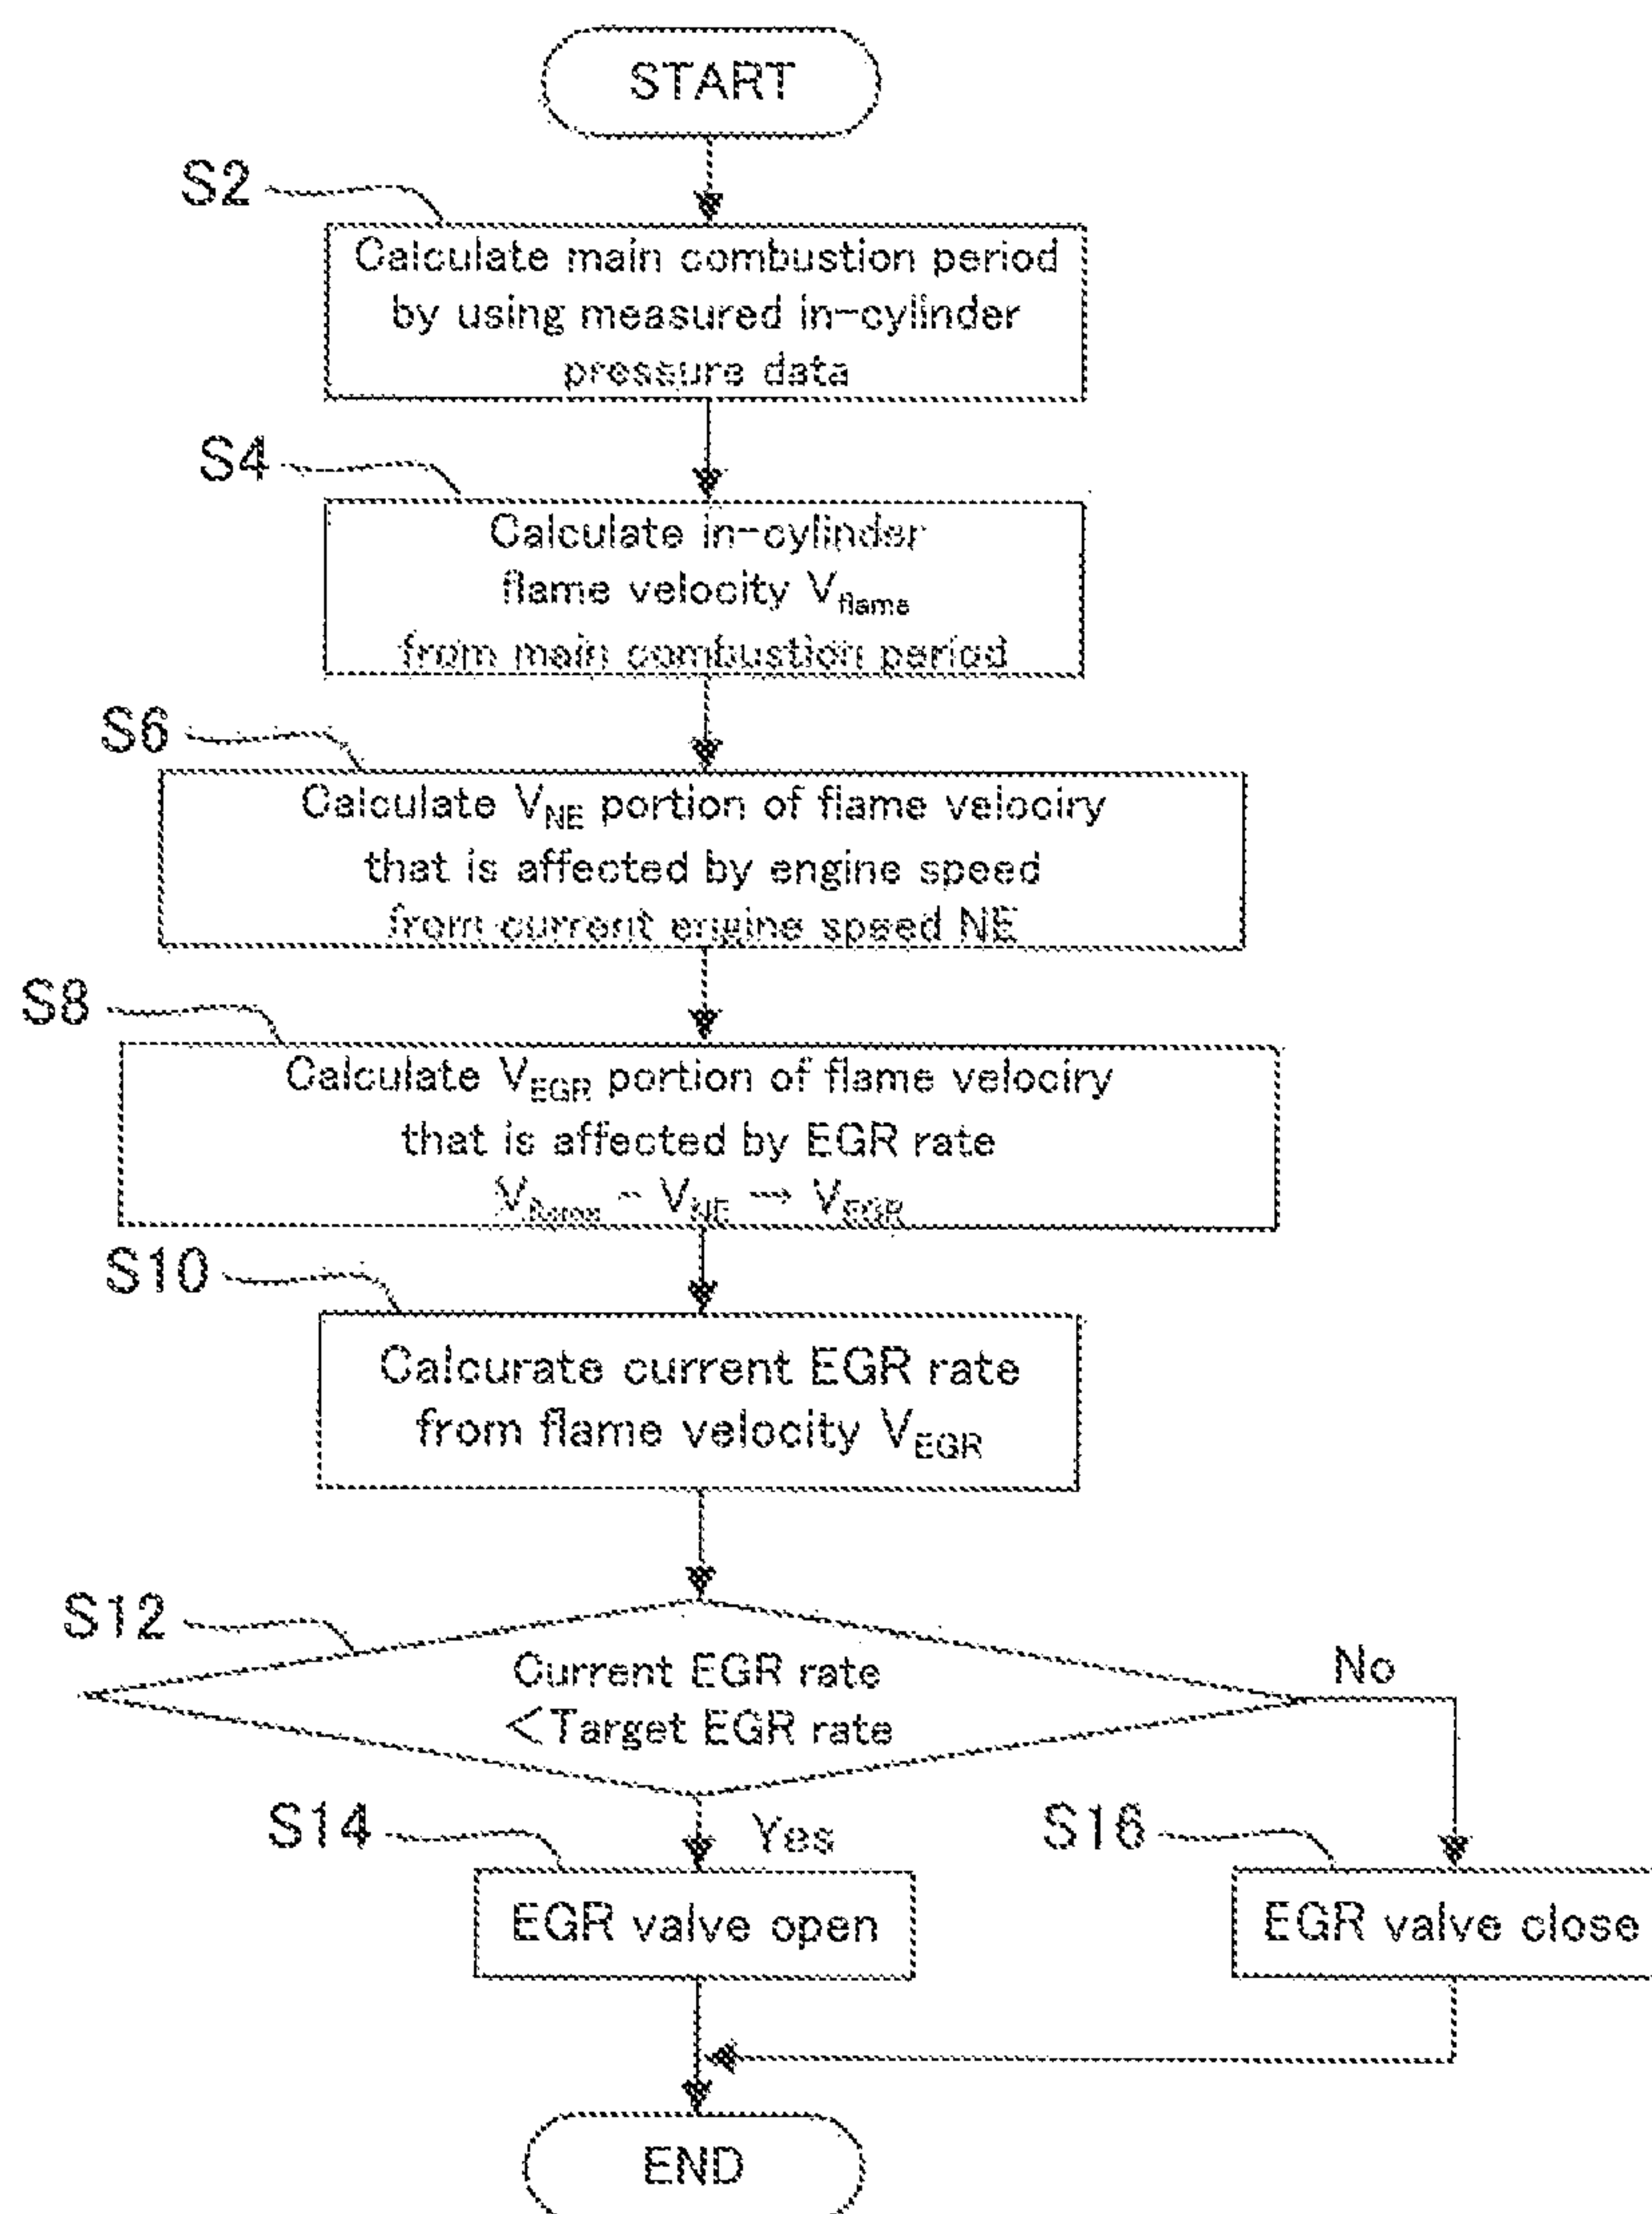 START
S2
Calculate main combustion period
by using measured in-cylinder
pressure data
S4
Calculate in-cylinder
flame velocity Vflame
from main combustion period
S6
Calculate VNE portion of flame velociry
that is affected by engine speed
from current engine speed NE
S8
Calculate VEGR portion of flame velociry
that is affected by EGR rate
Vflame - VNE → VEGR
S10
Calcurate current EGR rate
from flame velocity VEGR
S12
Current EGR rate
<Target EGR rate
No
S14
Yes
S16
EGR valve open
EGR valve close
END